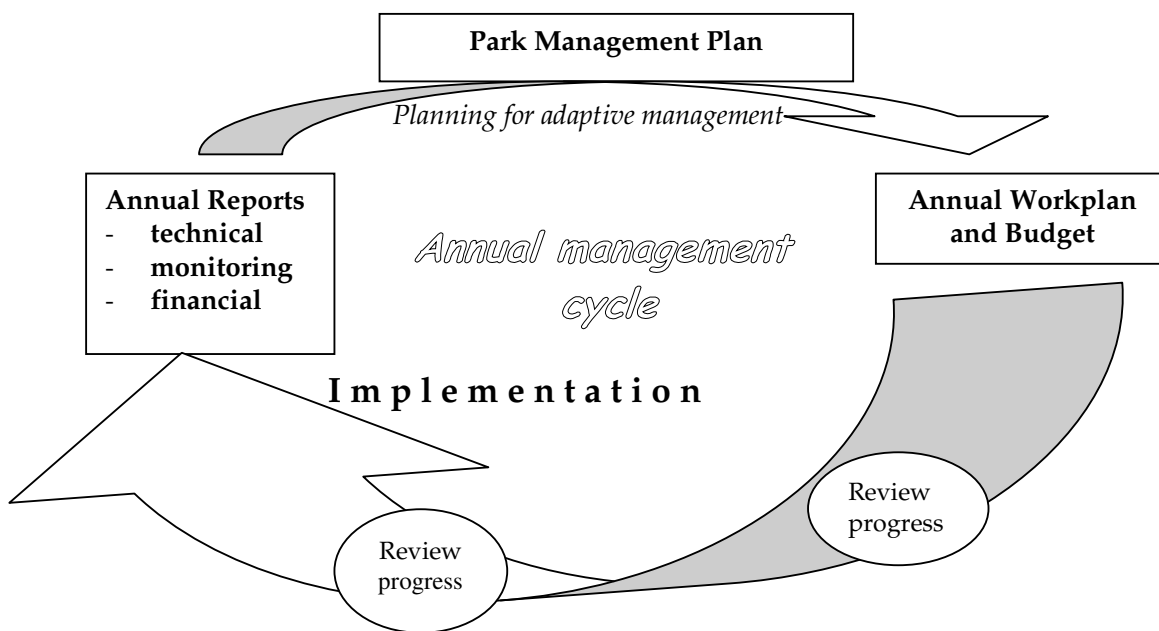 Park Management Plan
Planning for adaptive management
Annual Reports
- technical
- monitoring
- financial
Annual Workplan
and Budget
Annual management
cycle
Implementation
Review
progress
Review
progress